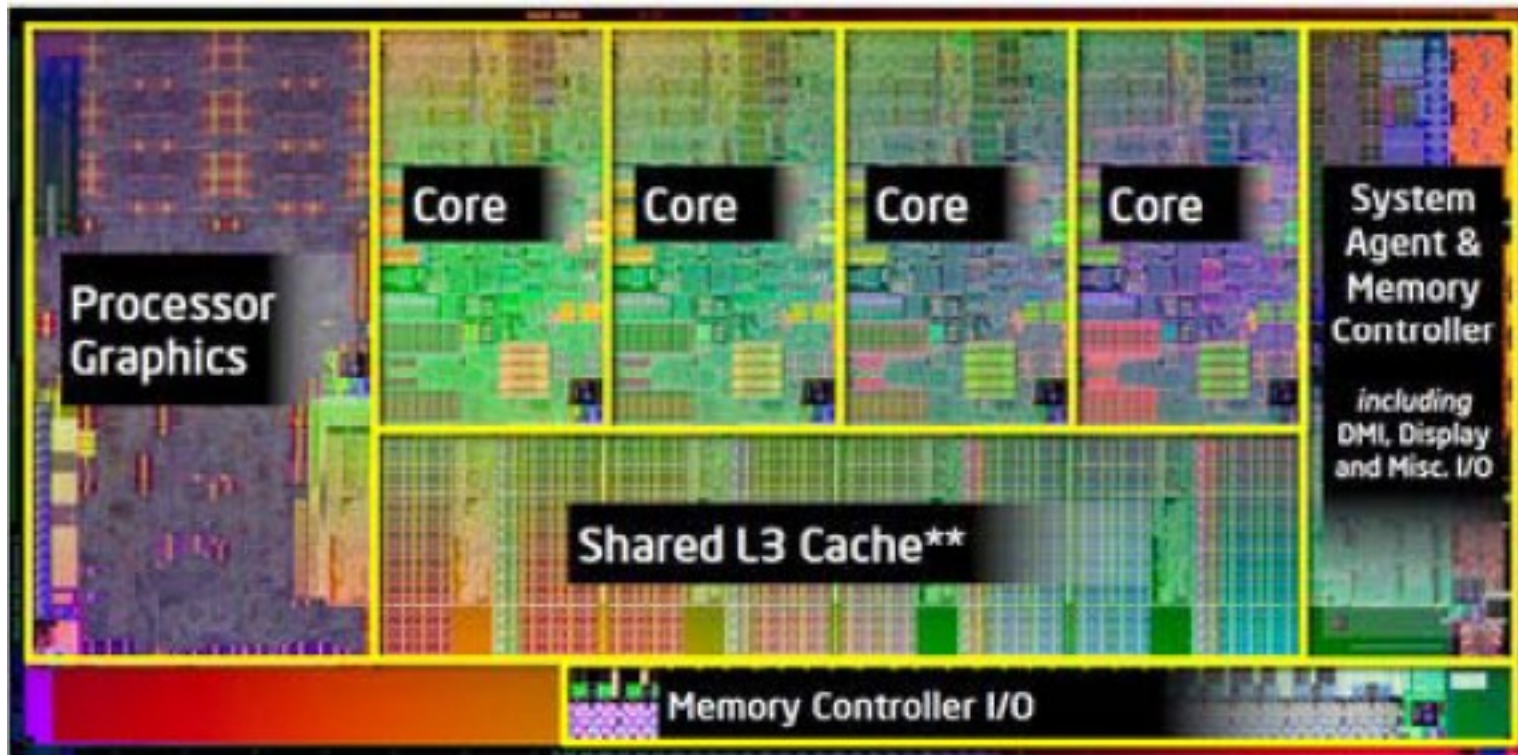 Processor
Graphics
Core
Core
Core
Core
System
Agent &
Memory
Controller
including
DMI, Display
and Misc. I/O
Shared L3 Cache**
Memory Controller I/O